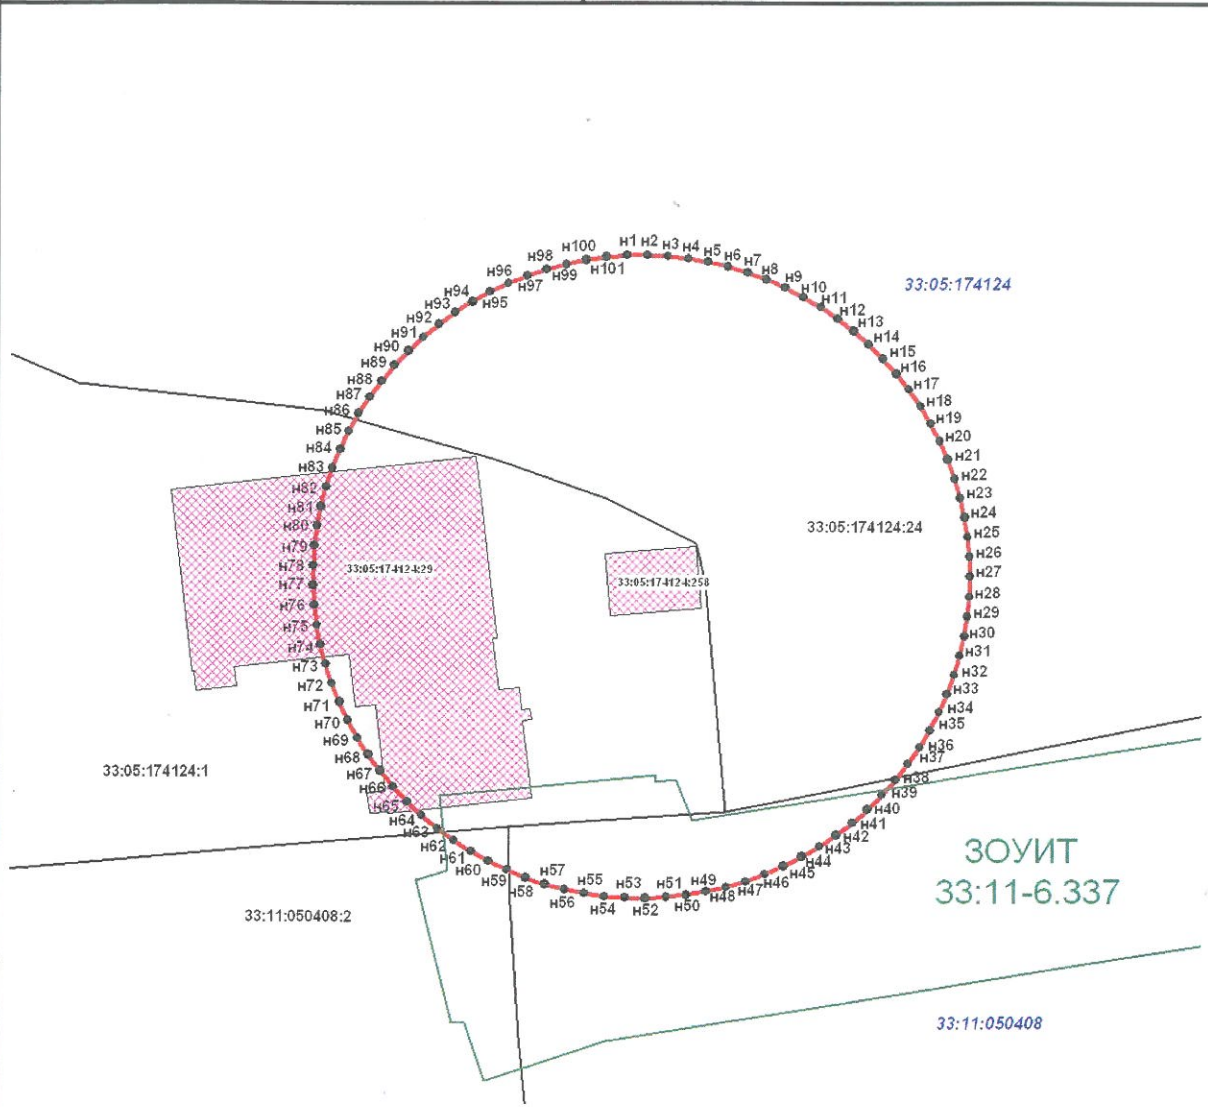 н98
н100
н1
н2
н3
н4
н5
н6
н7
н8
н9
н10
н11
н12
н13
н14
н15
н16
н17
н18
н19
н20
н21
н22
н23
н24
н25
н26
н27
н28
н29
н30
н31
н32
н33
н34
н35
н36
н37
н38
н39
н40
н41
н42
н43
н44
н45
н46
н47
н48
н49
н50
н51
н52
н53
н54
н55
н56
н57
н58
н59
н60
н61
н62
н63
н64
н65
н66
н67
н68
н69
н70
н71
н72
н73
н74
н75
н76
н77
н78
н79
н80
н81
н82
н83
н84
н85
н86
н87
н88
н89
н90
н91
н92
н93
н94
н95
н96
н97
н99
н101
33:05:174124
33:05:174124:24
33:05:174124:29
33:05:174124:258
33:05:174124:1
ЗОУИТ
33:11-6.337
33:11:050408:2
33:11:050408